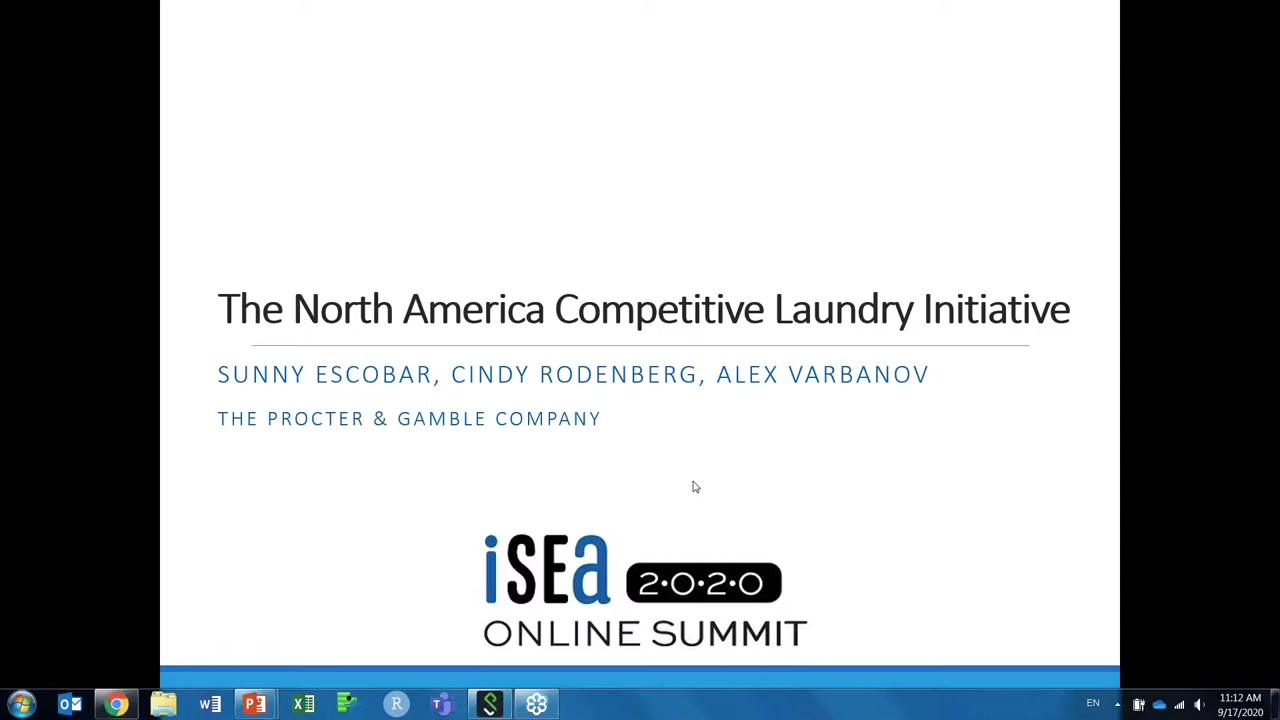 The North America Competitive Laundry Initiative
SUNNY ESCOBAR, CINDY RODENBERG, ALEX VARBANOV
THE PROCTER & GAMBLE COMPANY
iSEa 2•0•2•0
ONLINE SUMMIT
EN
11:12 AM
9/17/2020